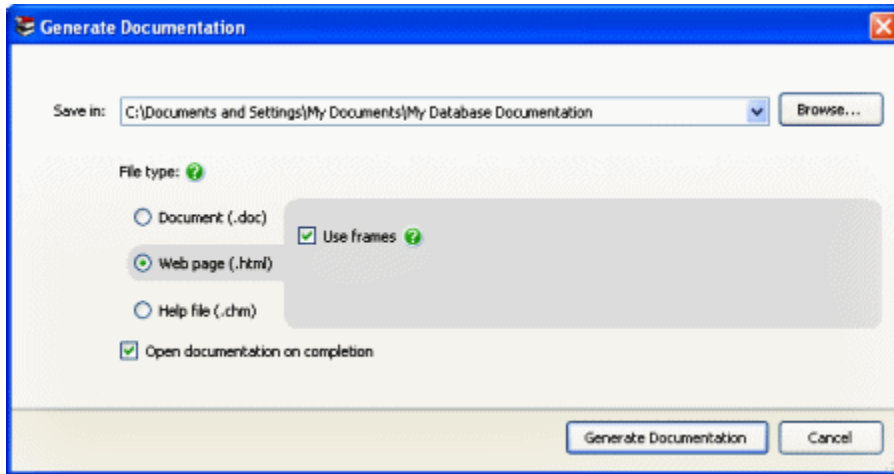 Generate Documentation
Save in: C:\Documents and Settings\My Documents\My Database Documentation Browse...
File type:
Document (.doc)
Use frames
Web page (.html)
Help file (.chm)
Open documentation on completion
Generate Documentation Cancel